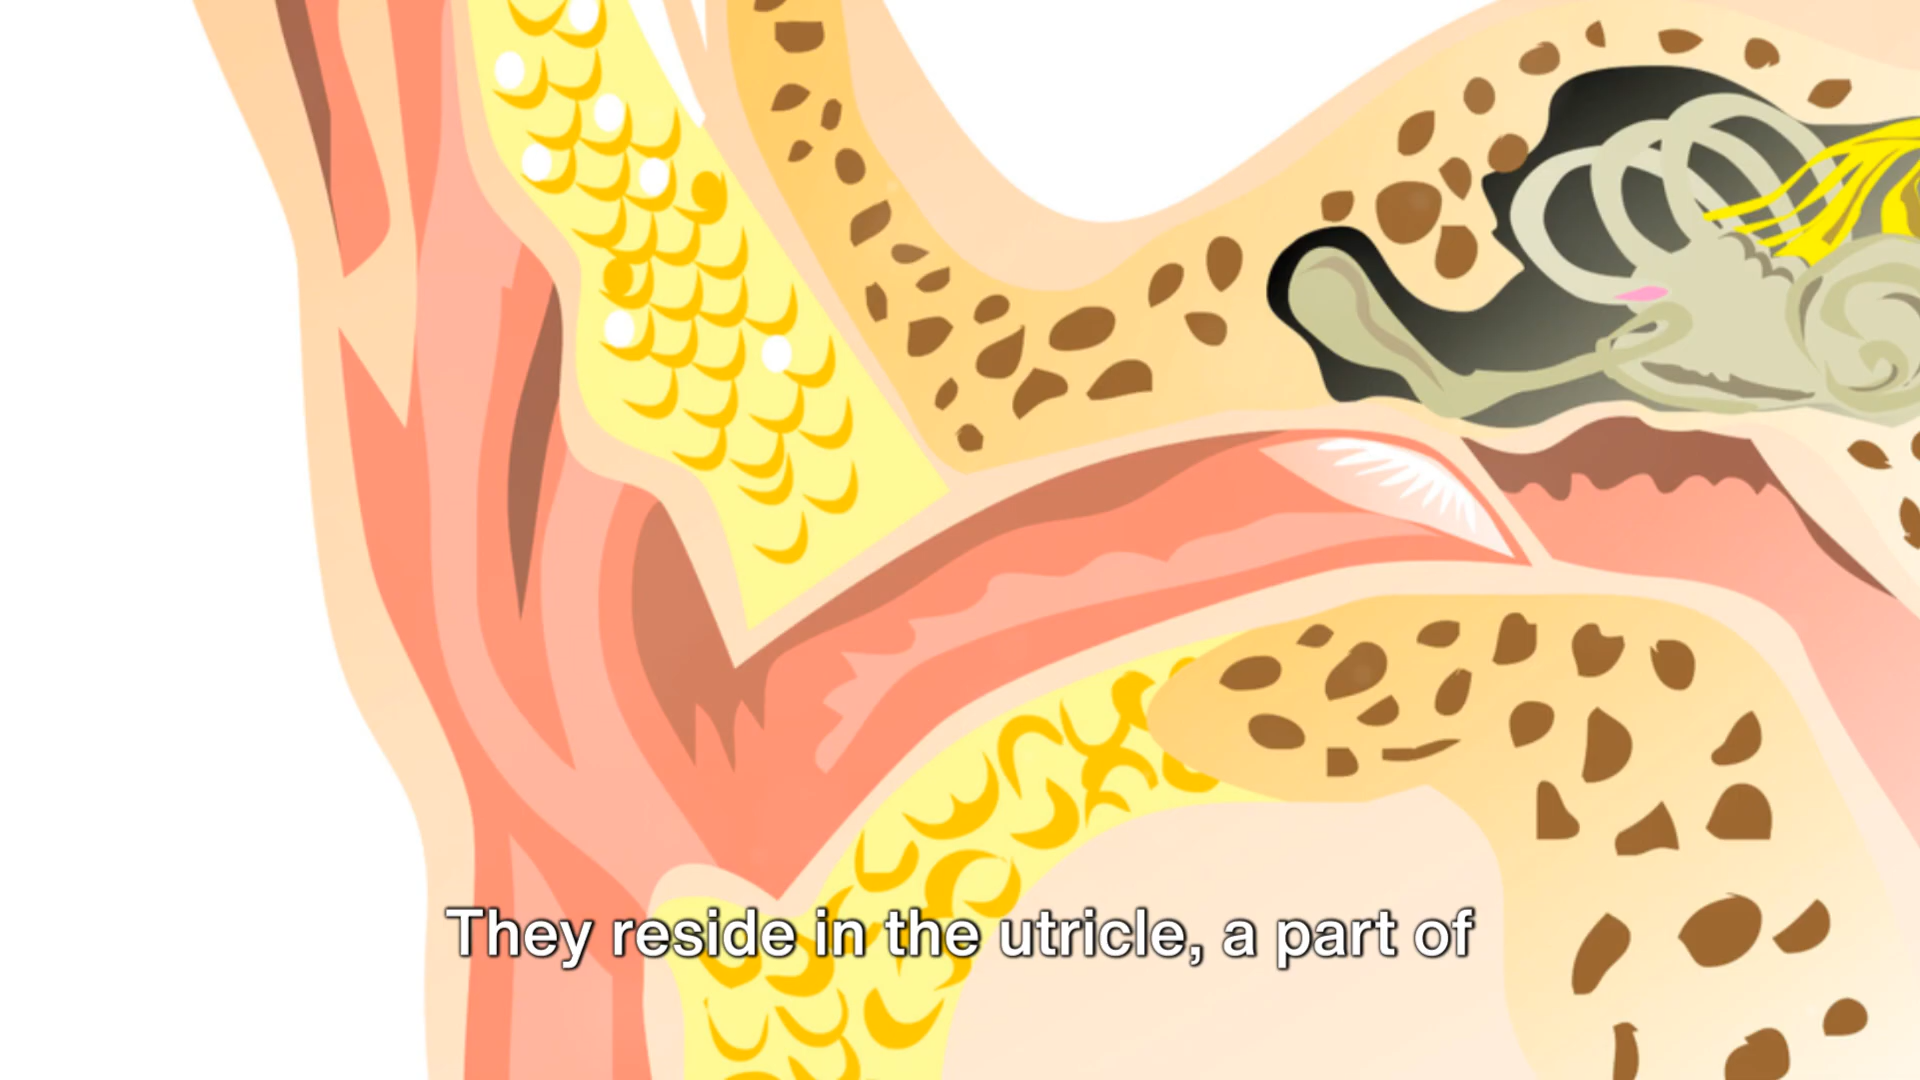 They reside in the utricle, a part of